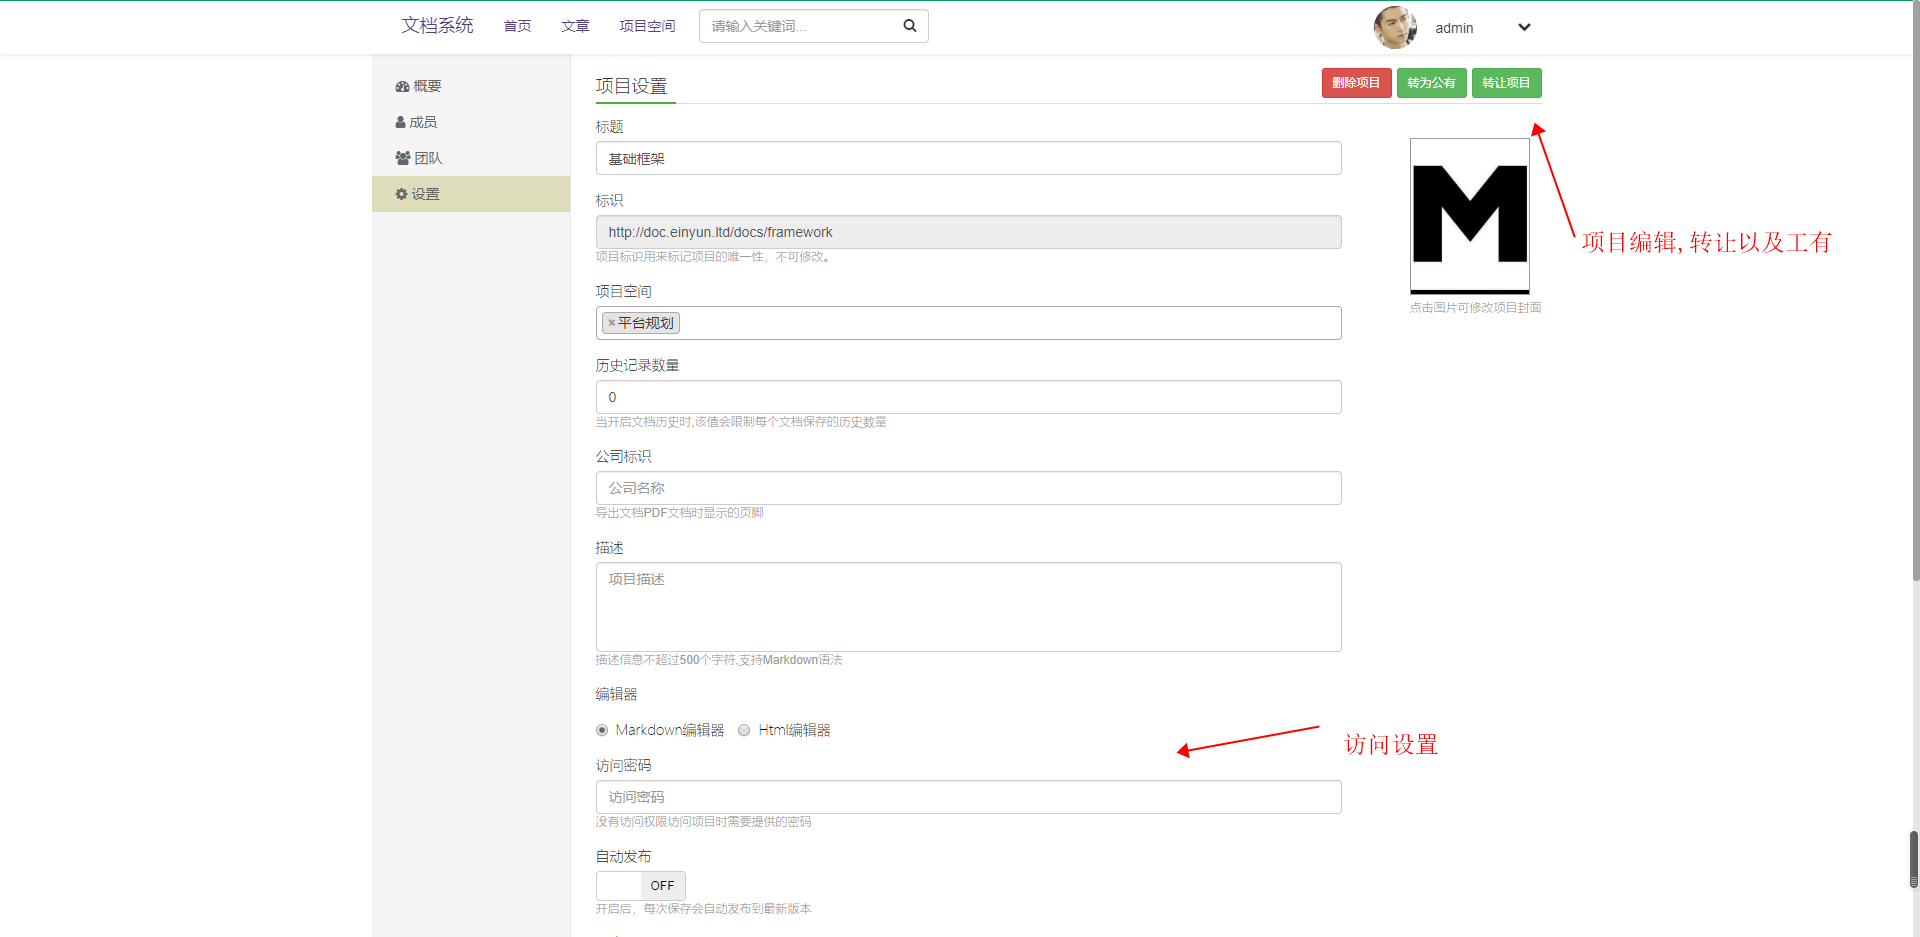 文档系统 首页 文章 项目空间 请输入关键词... admin
概要
成员
团队
设置
项目设置 删除项目 转为公有 转让项目
标题
基础框架
标识
http://doc.einyun.ltd/docs/framework
项目标识用来标记项目的唯一性，不可修改。
项目空间
×平台规划
历史记录数量
0
当开启文档历史时,该值会限制每个文档保存的历史数量
公司标识
公司名称
导出文档PDF文档时显示的页脚
描述
项目描述
描述信息不超过500个字符,支持Markdown语法
编辑器
Markdown编辑器 Html编辑器
访问密码
访问密码
没有访问权限访问项目时需要提供的密码
自动发布
OFF
开启后，每次保存会自动发布到最新版本
M
点击图片可修改项目封面
项目编辑, 转让以及工有
访问设置